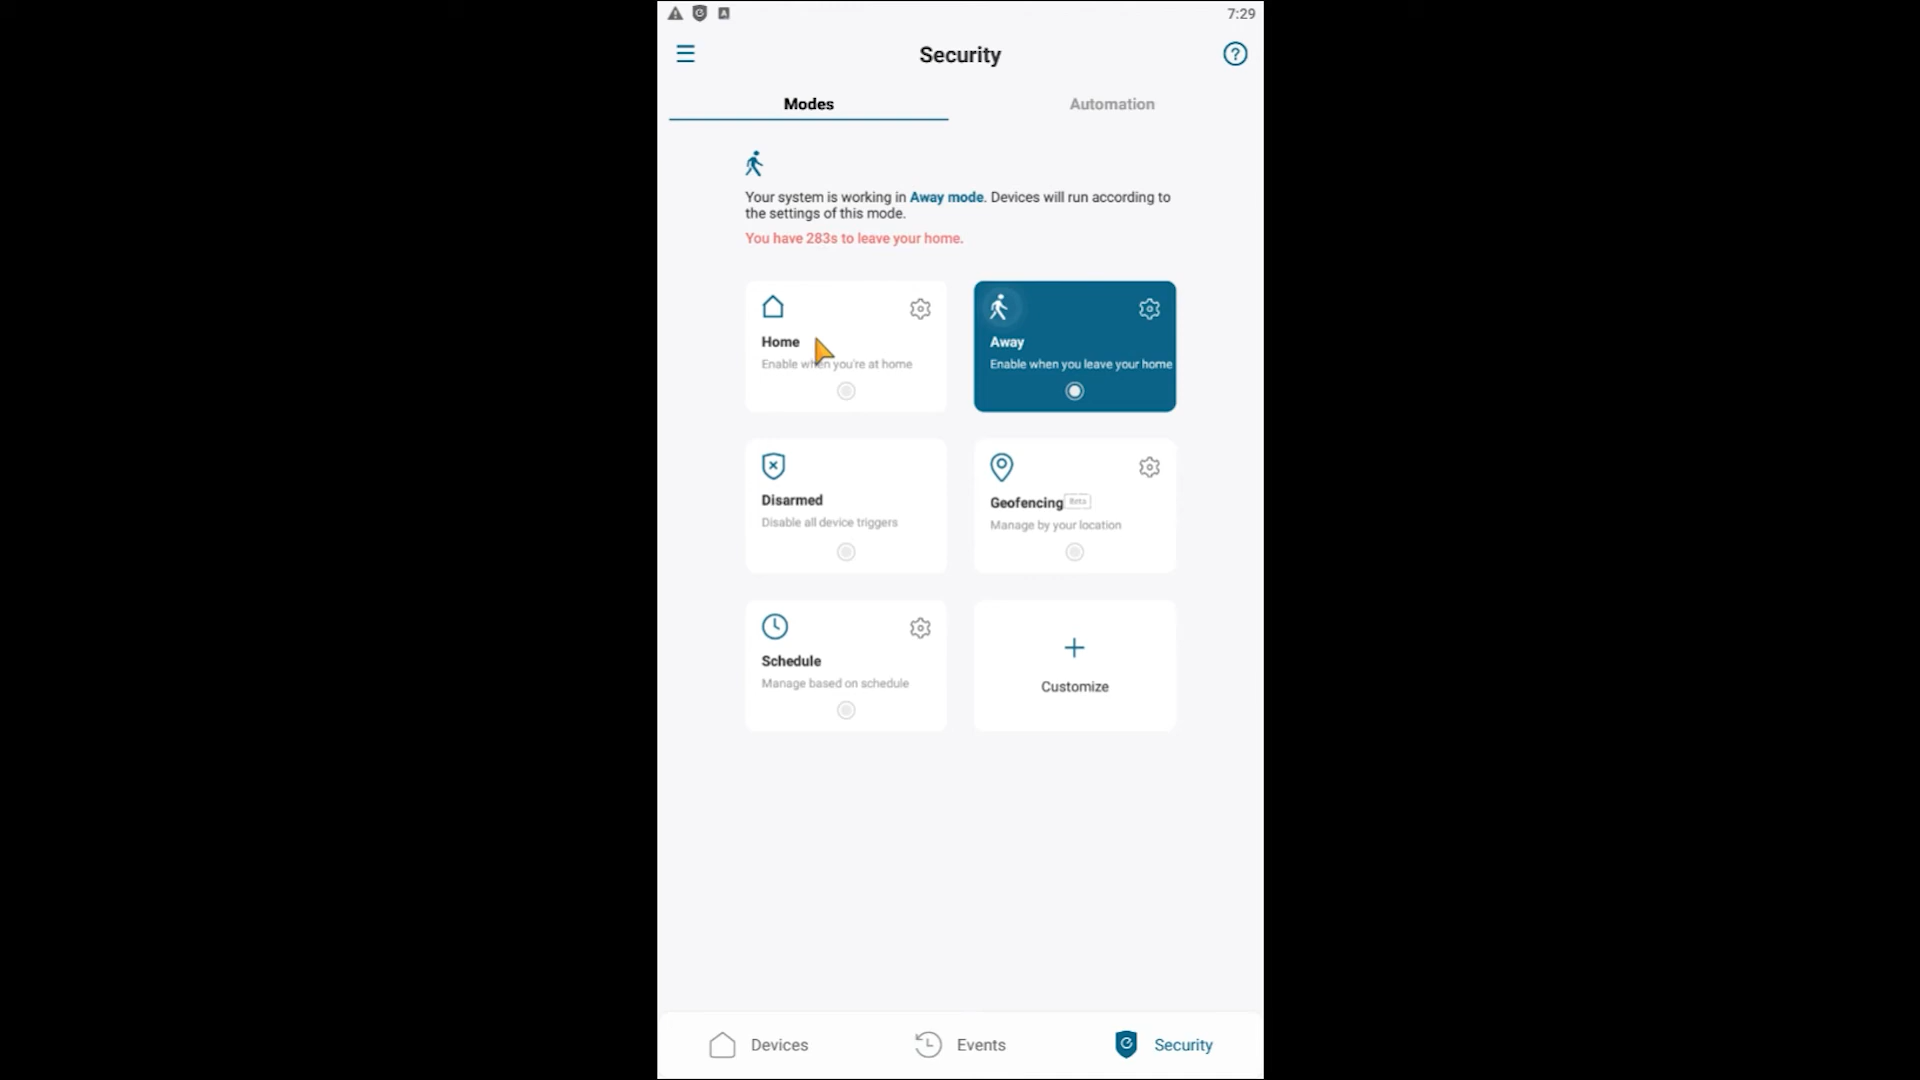 7:29
Security
Modes
Automation
Your system is working in Away mode. Devices will run according to
the settings of this mode.
You have 283s to leave your home.
Home
Enable when you're at home
Away
Enable when you leave your home
Disarmed
Disable all device triggers
Geofencing Beta
Manage by your location
Schedule
Manage based on schedule
Customize
Devices
Events
Security